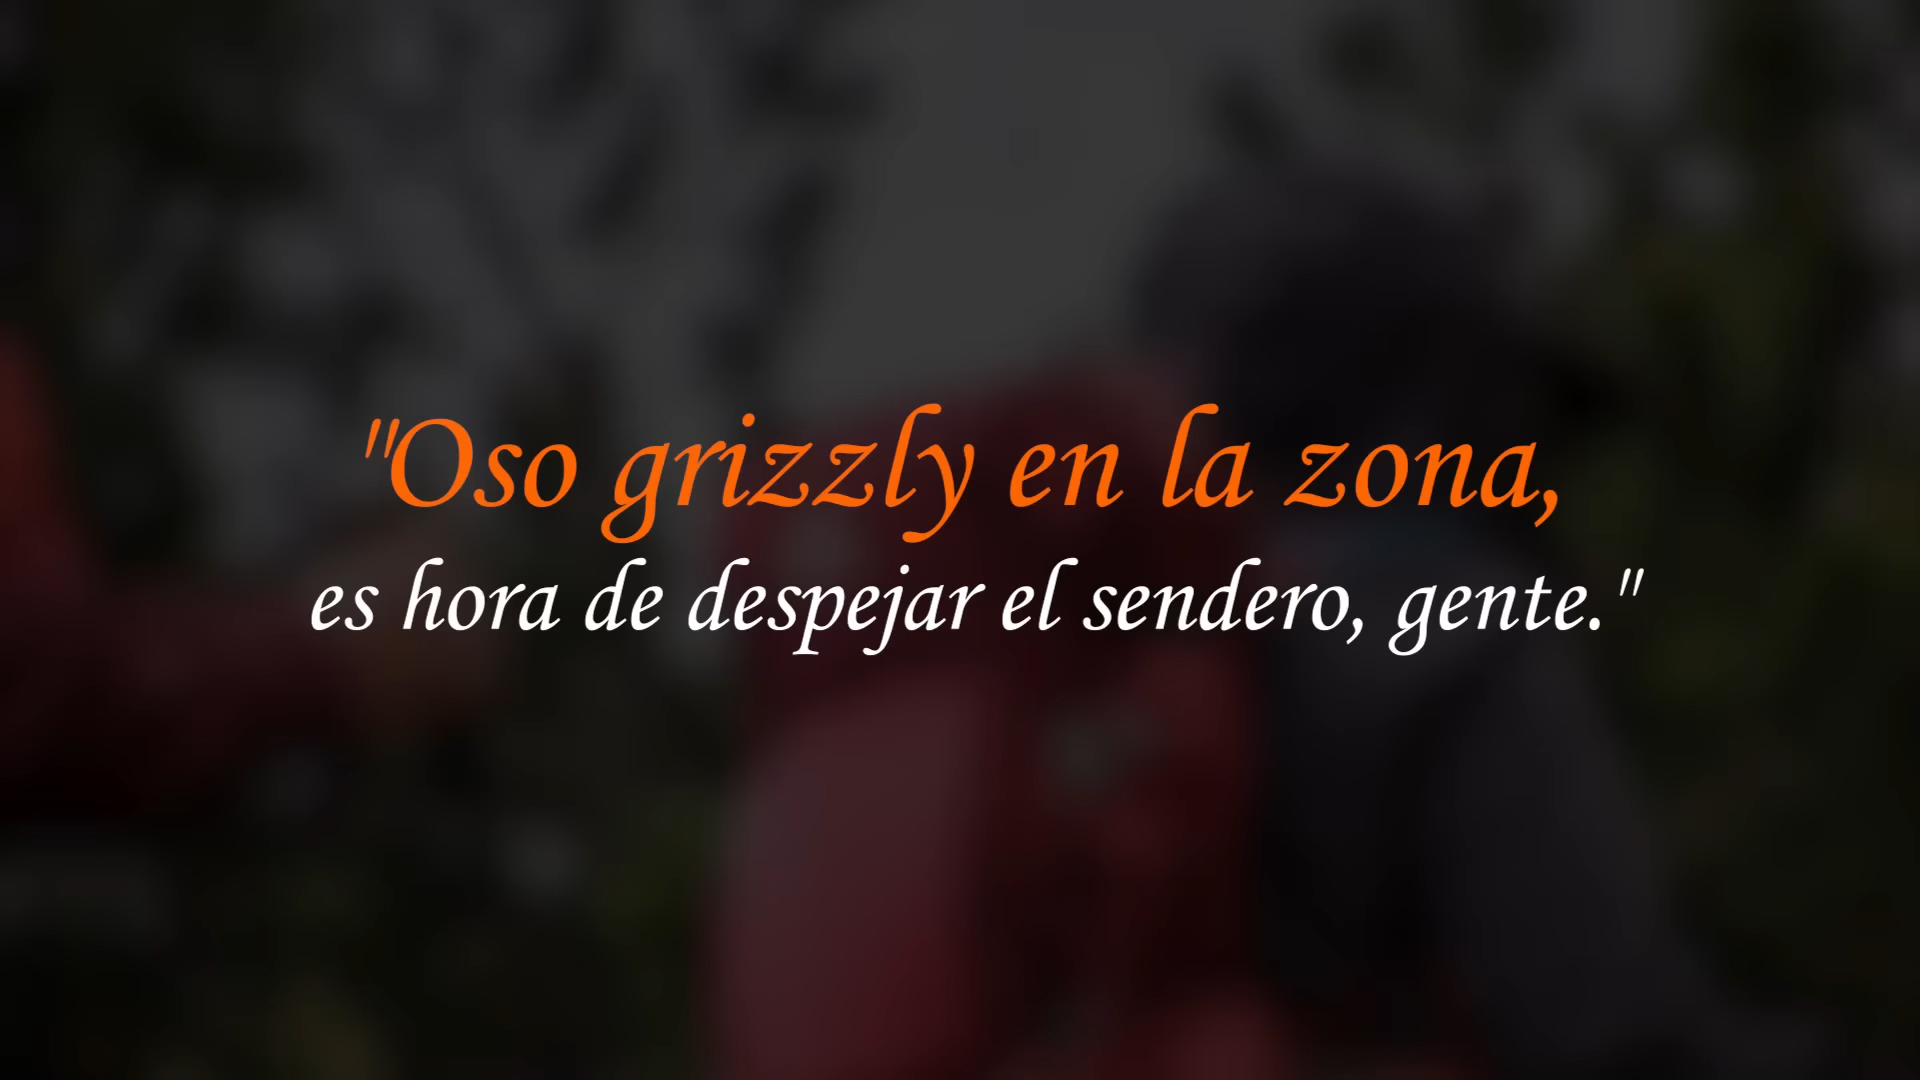 "Oso grizzly en la zona,
es hora de despejar el sendero, gente."